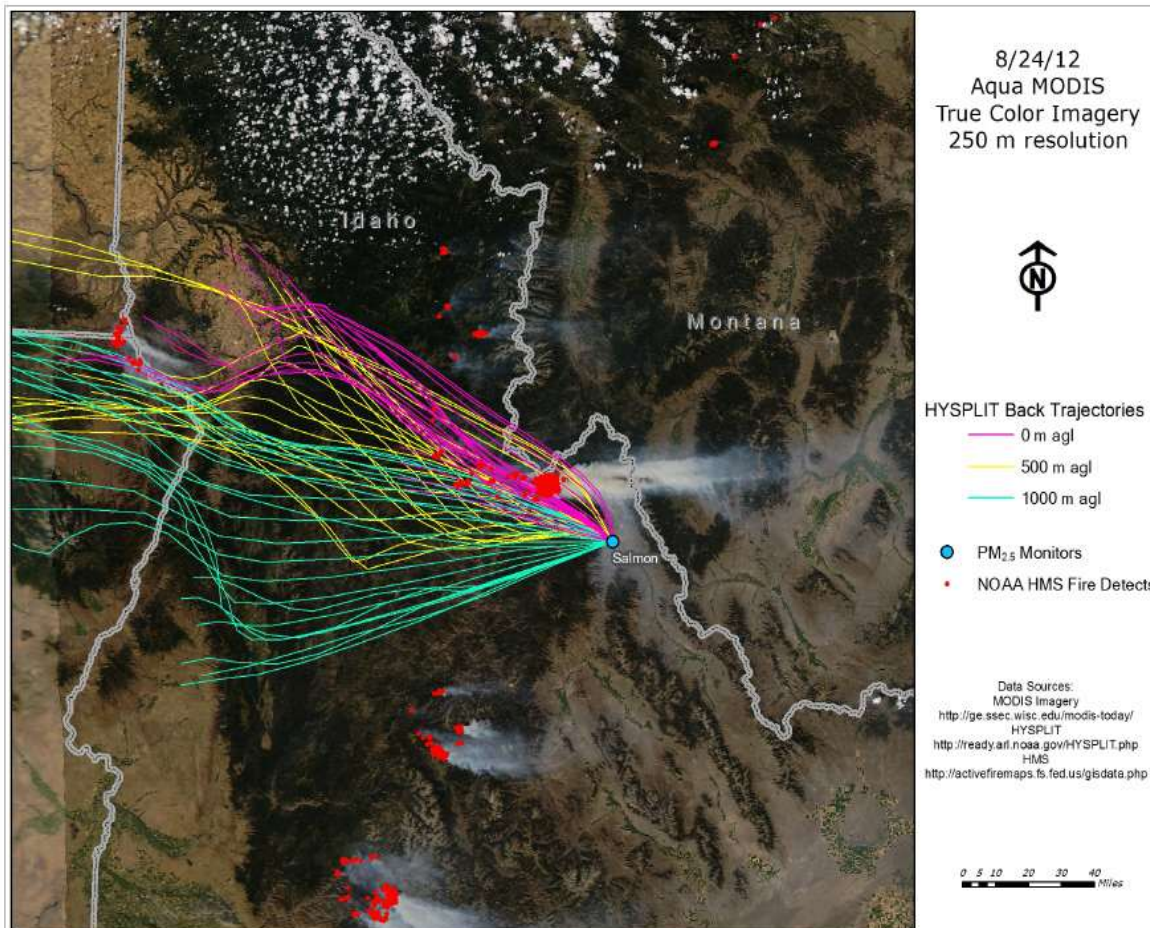 8/24/12
Aqua MODIS
True Color Imagery
250 m resolution
N
Idaho
Montana
Salmon
HYSPLIT Back Trajectories
0 m agl
500 m agl
1000 m agl
PM2.5 Monitors
NOAA HMS Fire Detects
Data Sources:
MODIS Imagery
http://ge.ssec.wisc.edu/modis-today/
HYSPLIT
http://ready.arl.noaa.gov/HYSPLIT.php
HMS
http://activefiremaps.fs.fed.us/gisdata.php
0 5 10 20 30 40
Miles